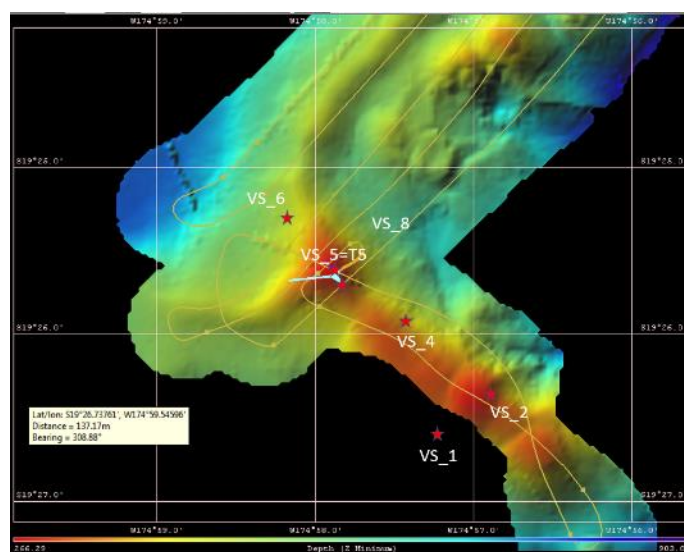 W174°59.0' W174°58.0' W174°57.0' W174°56.0'
S19°25.0' S19°25.0'
VS_6
VS_8
VS_5=T5
S19°26.0' S19°26.0'
VS_4
VS_2
Lat/lon: S19°26.73761', W174°59.54596'
Distance = 137.17m
Bearing = 308.88°
VS_1
S19°27.0' S19°27.0'
W174°59.0' W174°58.0' W174°57.0' W174°56.0'
266.29 Depth (Z Minimum) 902.0